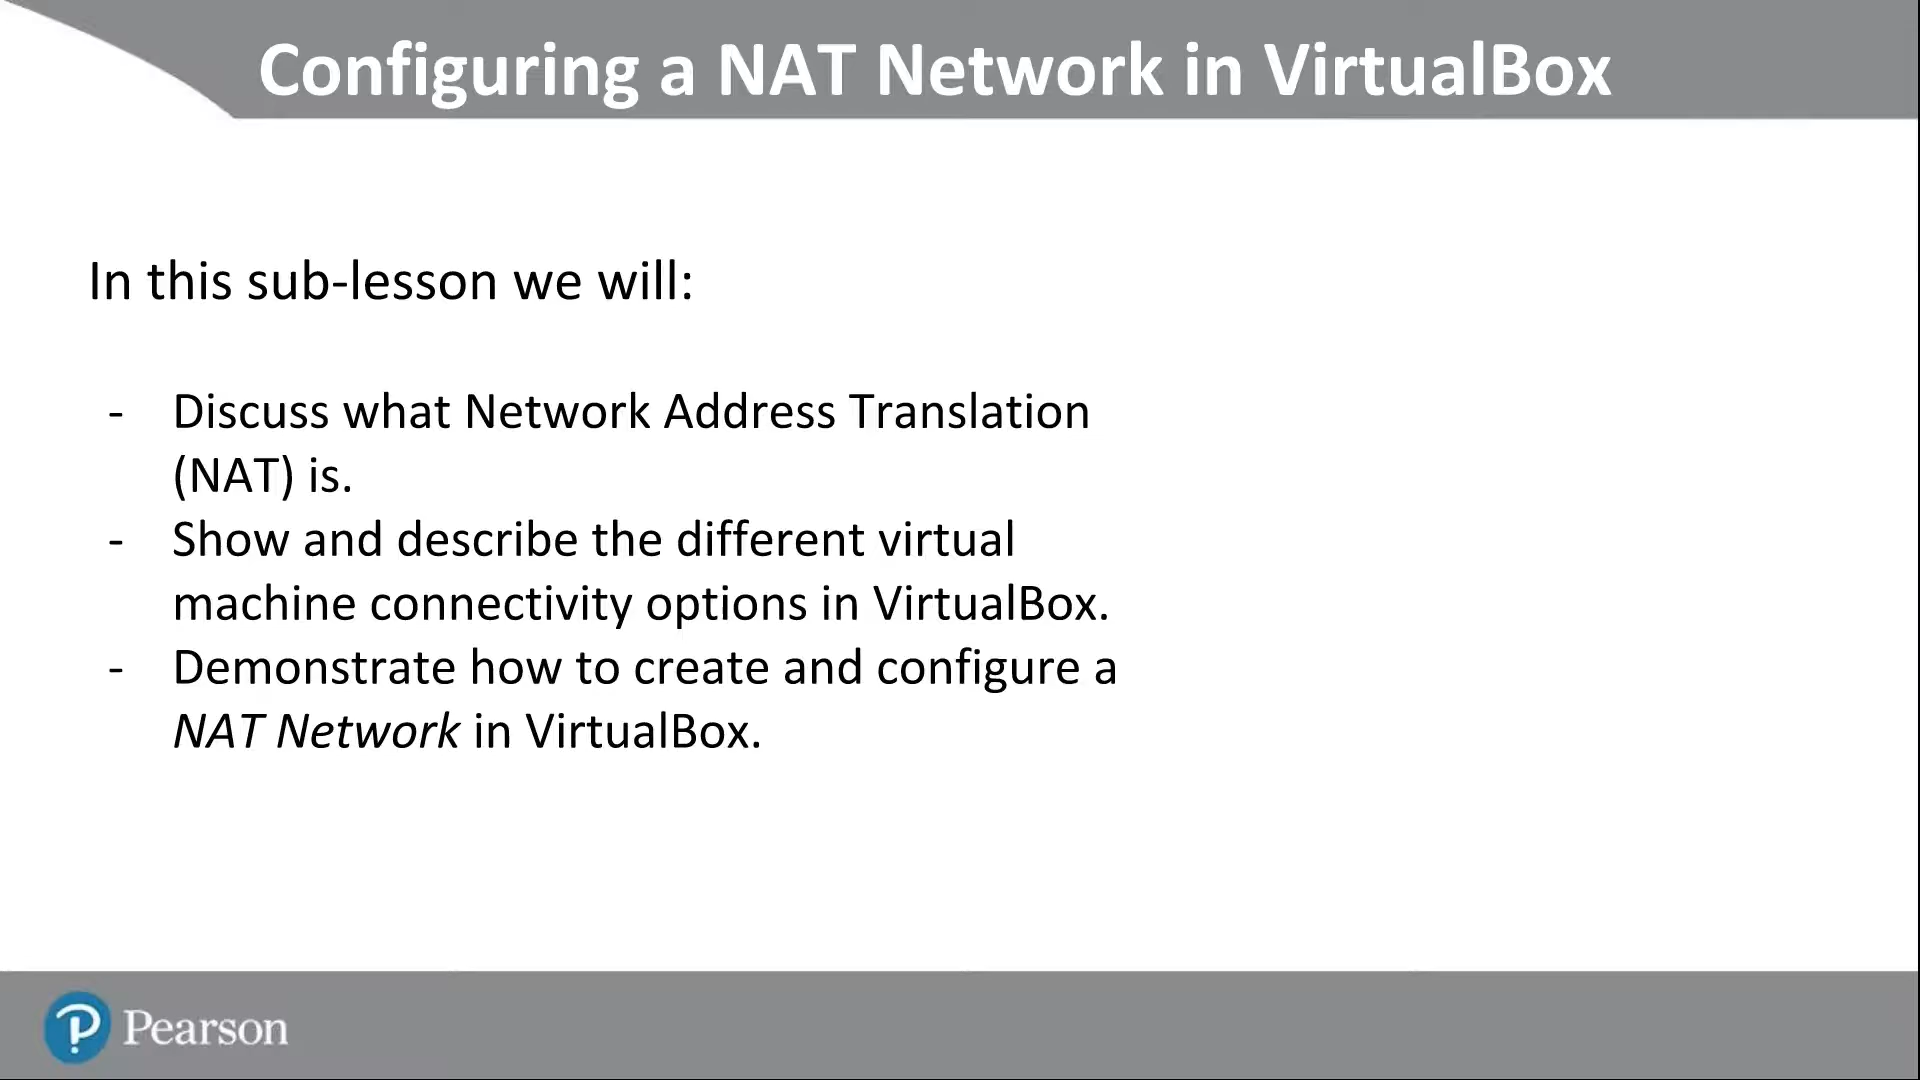 Configuring a NAT Network in VirtualBox
In this sub-lesson we will:
- Discuss what Network Address Translation
(NAT) is.
- Show and describe the different virtual
machine connectivity options in VirtualBox.
- Demonstrate how to create and configure a
NAT Network in VirtualBox.
Pearson